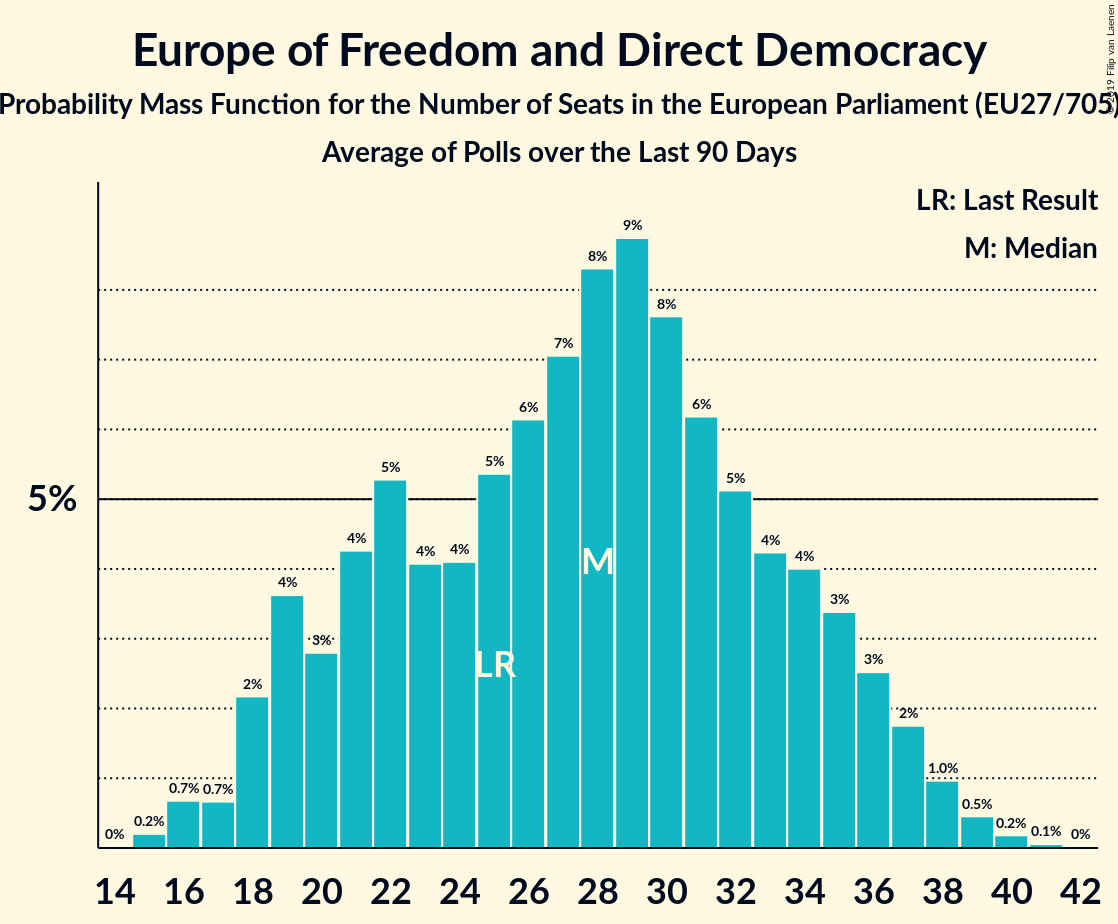 Europe of Freedom and Direct Democracy
Probability Mass Function for the Number of Seats in the European Parliament (EU27/705)
Average of Polls over the Last 90 Days
© 2019 Filip van Laenen
LR: Last Result
M: Median
5%
0% 0.2% 0.7% 0.7% 2% 4% 3% 4% 5% 4% 4% 5% 6% 7% 8% 9% 8% 6% 5% 4% 4% 3% 3% 2% 1.0% 0.5% 0.2% 0.1% 0%
M
LR
14 16 18 20 22 24 26 28 30 32 34 36 38 40 42